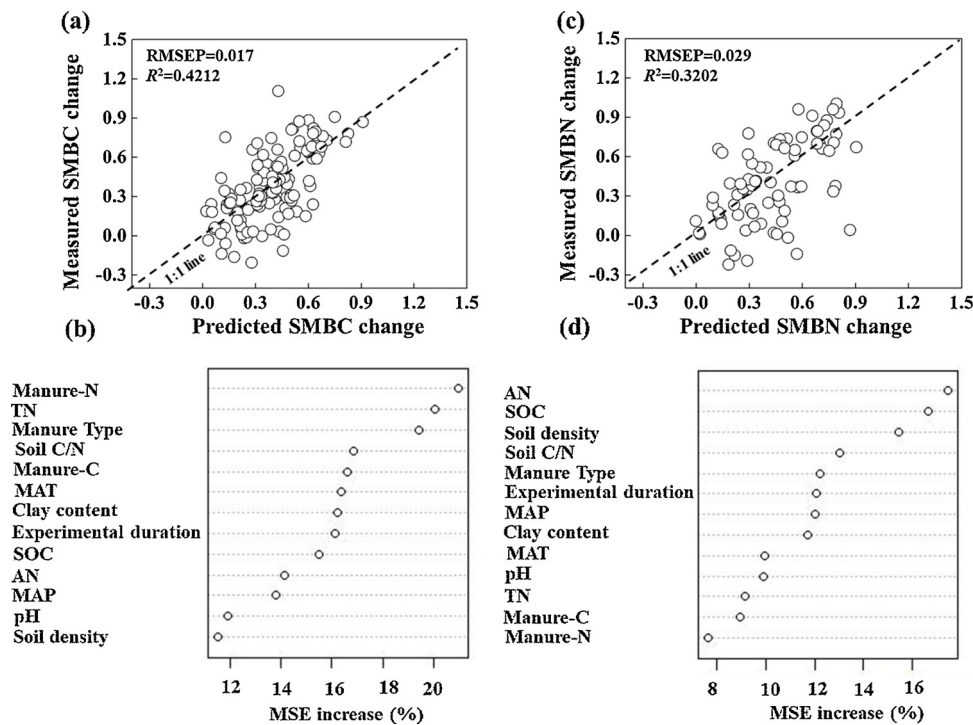 (a)
RMSEP=0.017
R²=0.4212
1.5
1.2
0.9
0.6
0.3
0.0
-0.3
Measured SMBC change
1:1 line
-0.3 0.0 0.3 0.6 0.9 1.2 1.5
Predicted SMBC change
(c)
RMSEP=0.029
R²=0.3202
1.5
1.2
0.9
0.6
0.3
0.0
-0.3
Measured SMBN change
1:1 line
-0.3 0.0 0.3 0.6 0.9 1.2 1.5
Predicted SMBN change
(b)
Manure-N
TN
Manure Type
Soil C/N
Manure-C
MAT
Clay content
Experimental duration
SOC
AN
MAP
pH
Soil density
12 14 16 18 20
MSE increase (%)
(d)
AN
SOC
Soil density
Soil C/N
Manure Type
Experimental duration
MAP
Clay content
MAT
pH
TN
Manure-C
Manure-N
8 10 12 14 16
MSE increase (%)